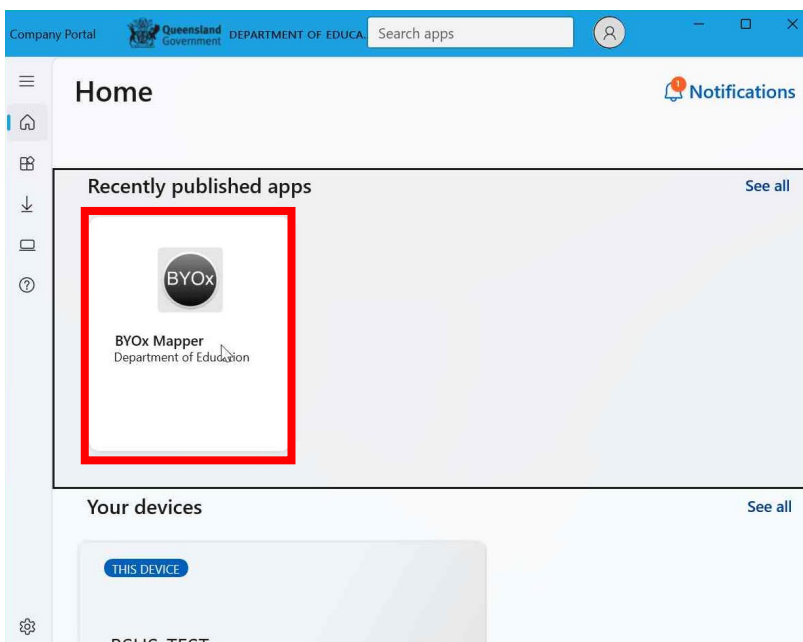 Company Portal
Queensland
Government
DEPARTMENT OF EDUCA...
Search apps
Home
1
Notifications
Recently published apps
See all
BYOx
BYOx Mapper
Department of Education
Your devices
See all
THIS DEVICE